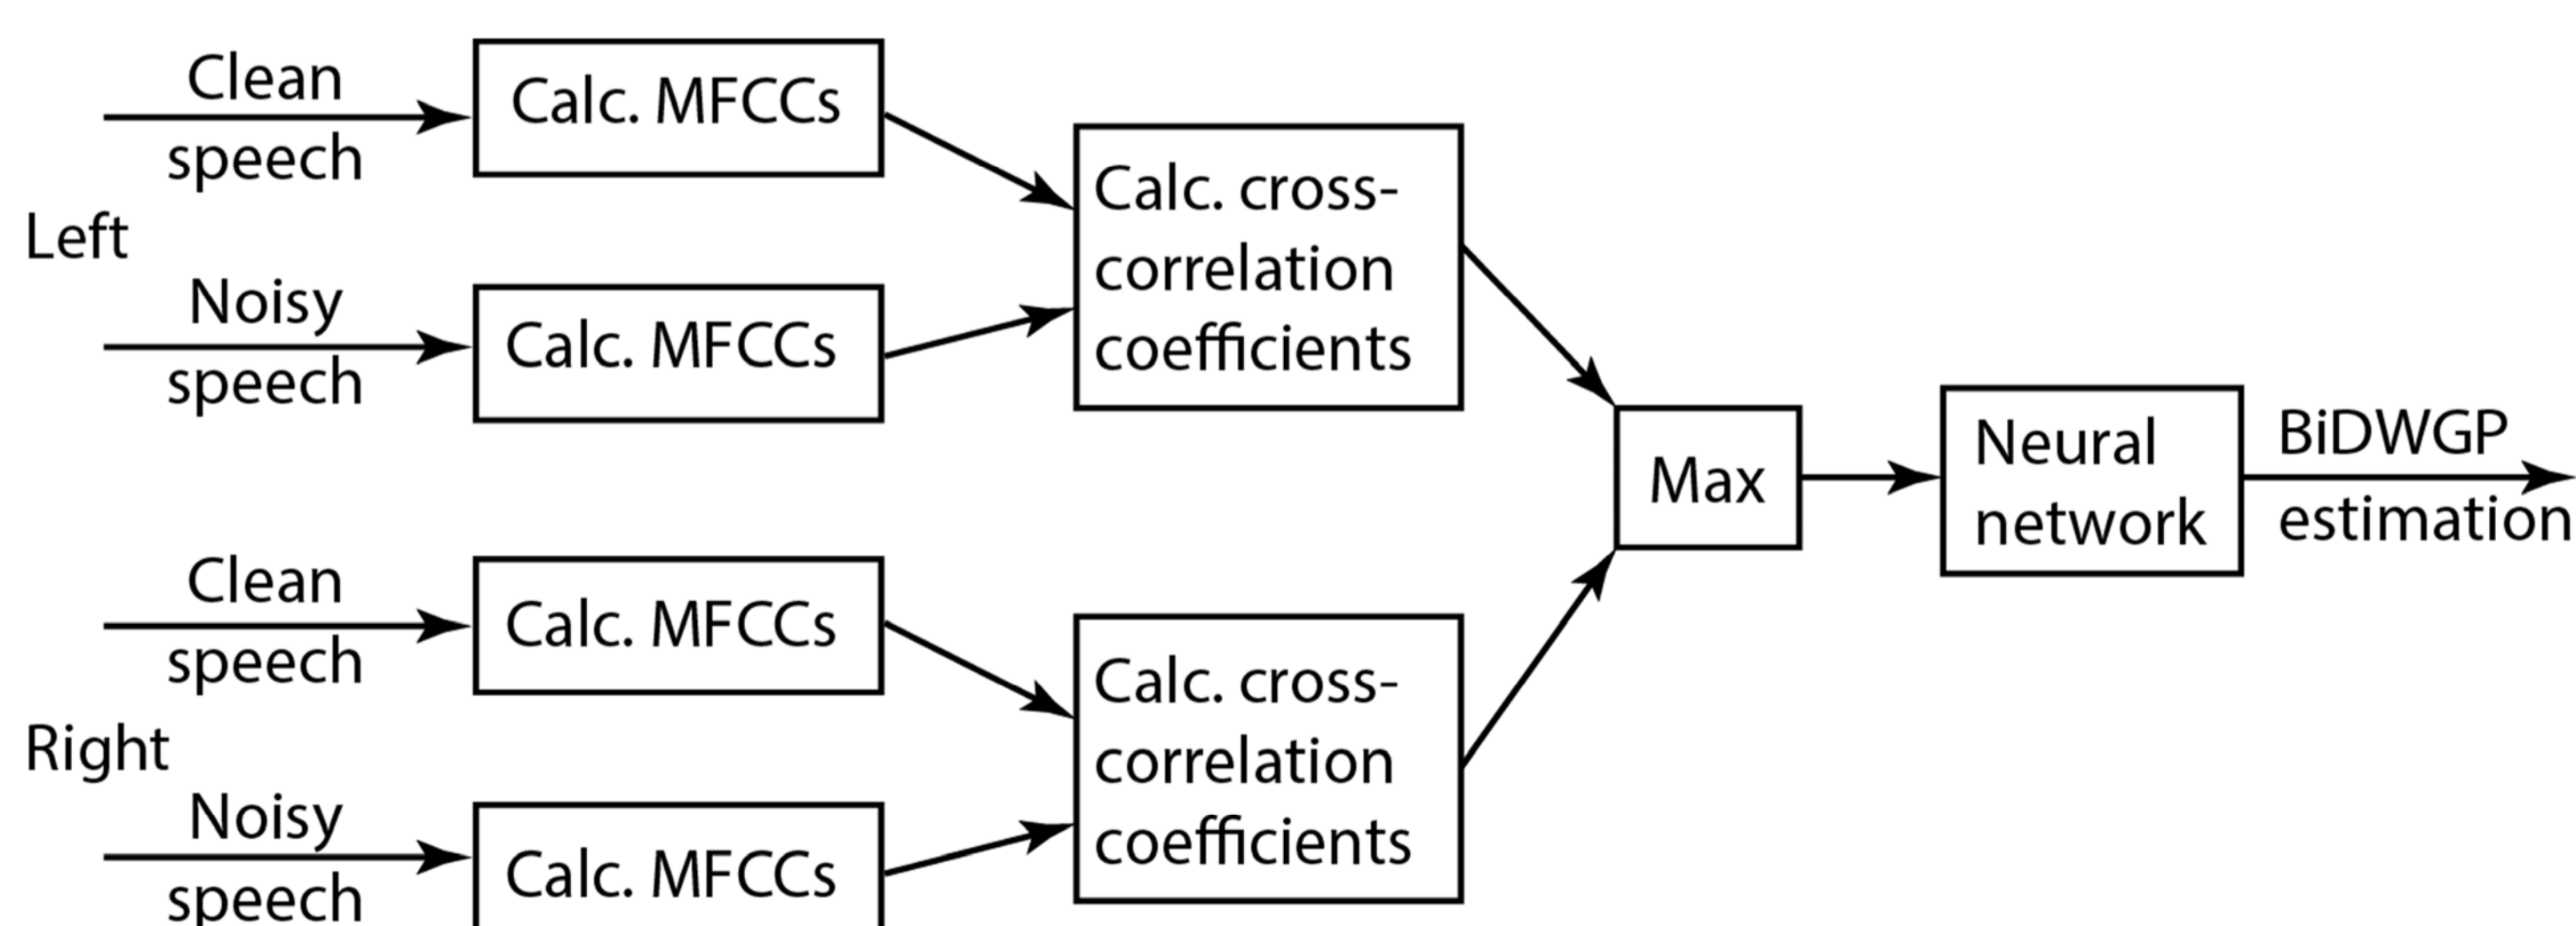 Clean
speech
Calc. MFCCs
Left
Noisy
speech
Calc. MFCCs
Calc. cross-
correlation
coefficients
Clean
speech
Calc. MFCCs
Right
Noisy
speech
Calc. MFCCs
Calc. cross-
correlation
coefficients
Max
Neural
network
BiDWGP
estimation